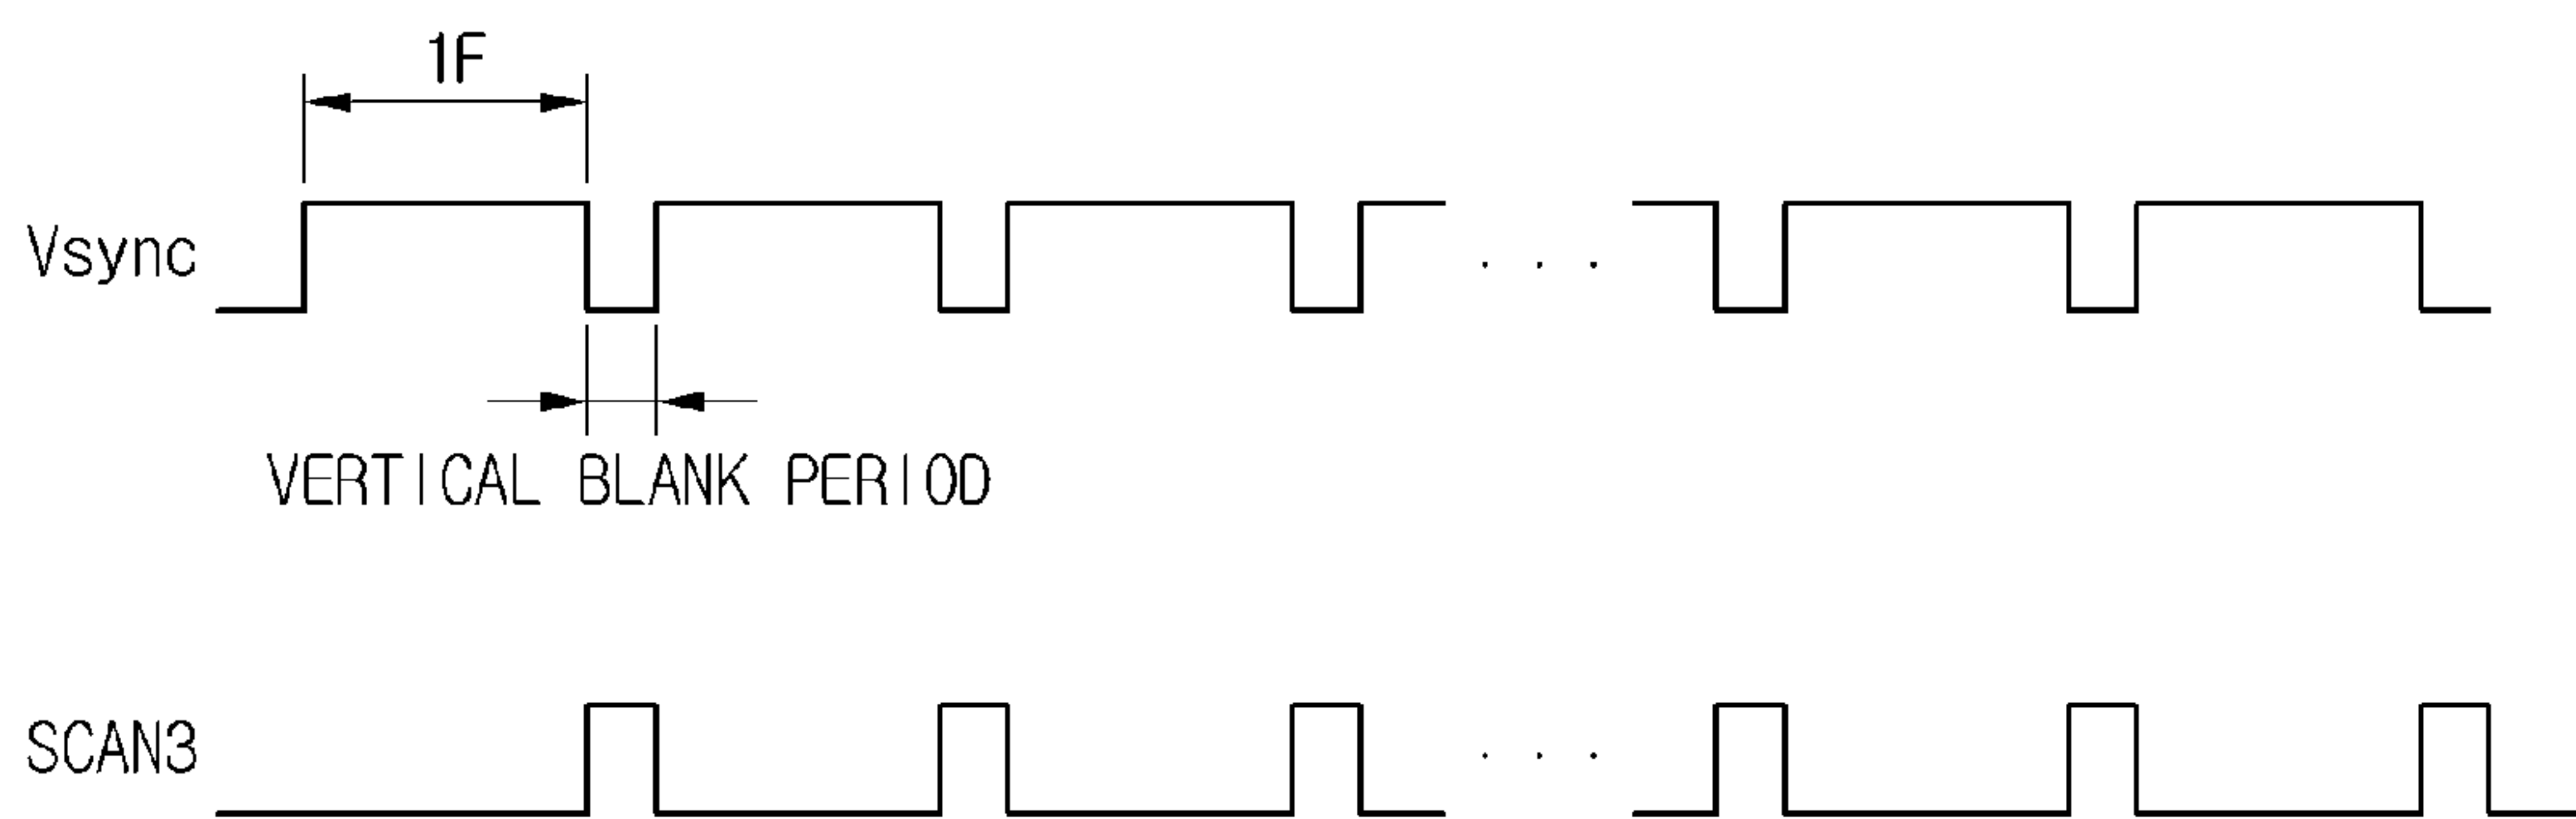 1F
Vsync
. . .
VERTICAL BLANK PERIOD
SCAN3
. . .